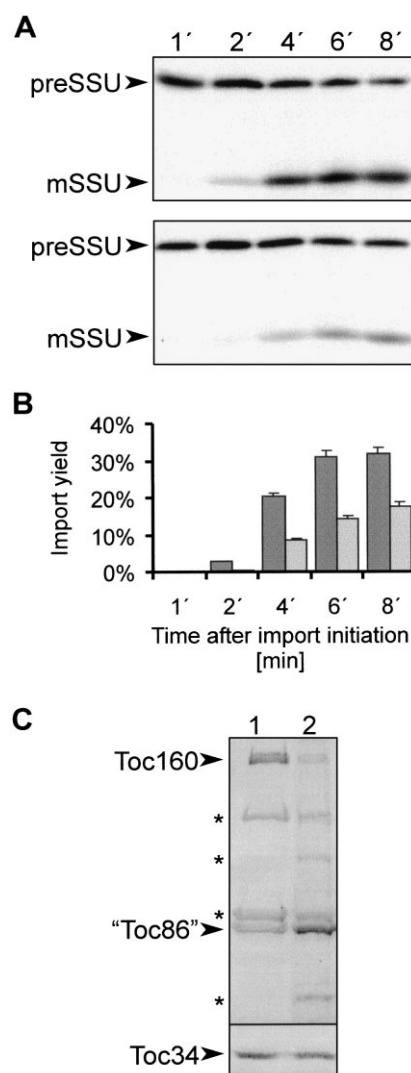 A
1´ 2´ 4´ 6´ 8´
preSSU
mSSU
preSSU
mSSU
B
Import yield
40%
30%
20%
10%
0%
1´ 2´ 4´ 6´ 8´
Time after import initiation
[min]
C
1 2
Toc160
*
*
*
“Toc86”
*
Toc34